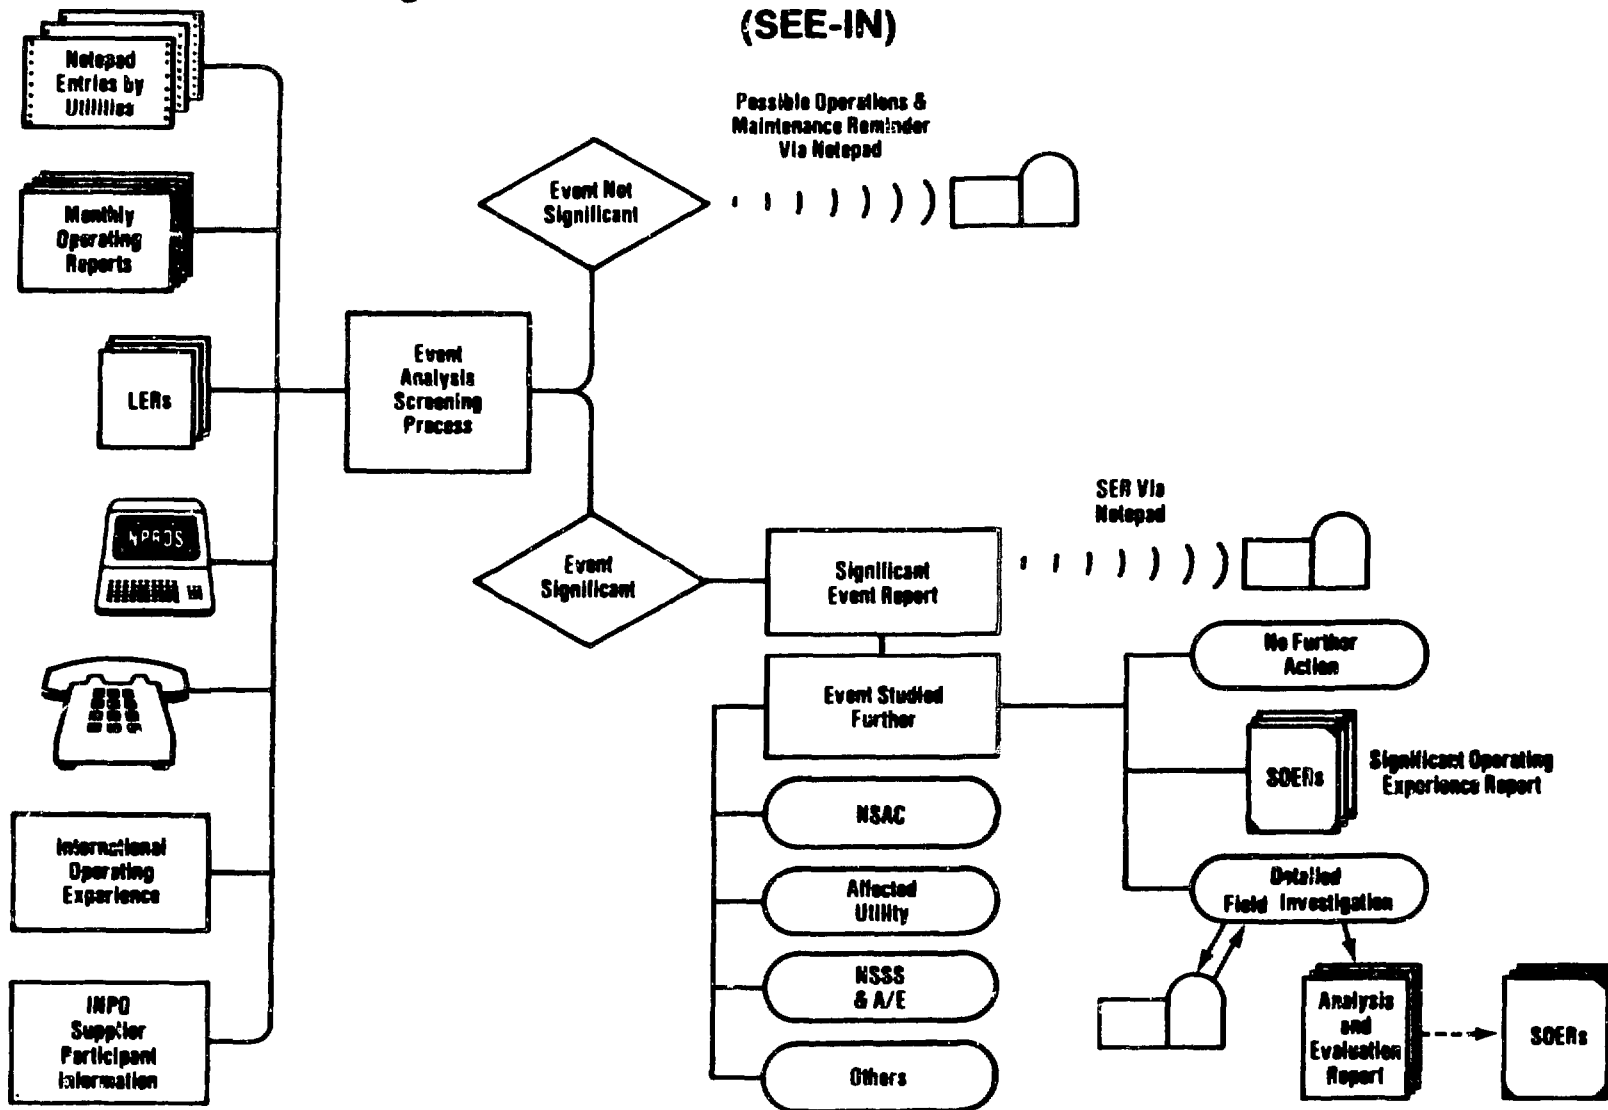 (SEE-IN)
Notepad
Entries by
Utilities
Monthly
Operating
Reports
LERs
NPRDS
International
Operating
Experience
INPO
Supplier
Participant
Information
Event
Analysis
Screening
Process
Event Not
Significant
Possible Operations &
Maintenance Reminder
Via Notepad
Event
Significant
Significant
Event Report
SER Via
Notepad
Event Studied
Further
NSAC
Affected
Utility
NSSS
& A/E
Others
No Further
Action
SOERs
Significant Operating
Experience Report
Detailed
Field Investigation
Analysis
and
Evaluation
Report
SOERs